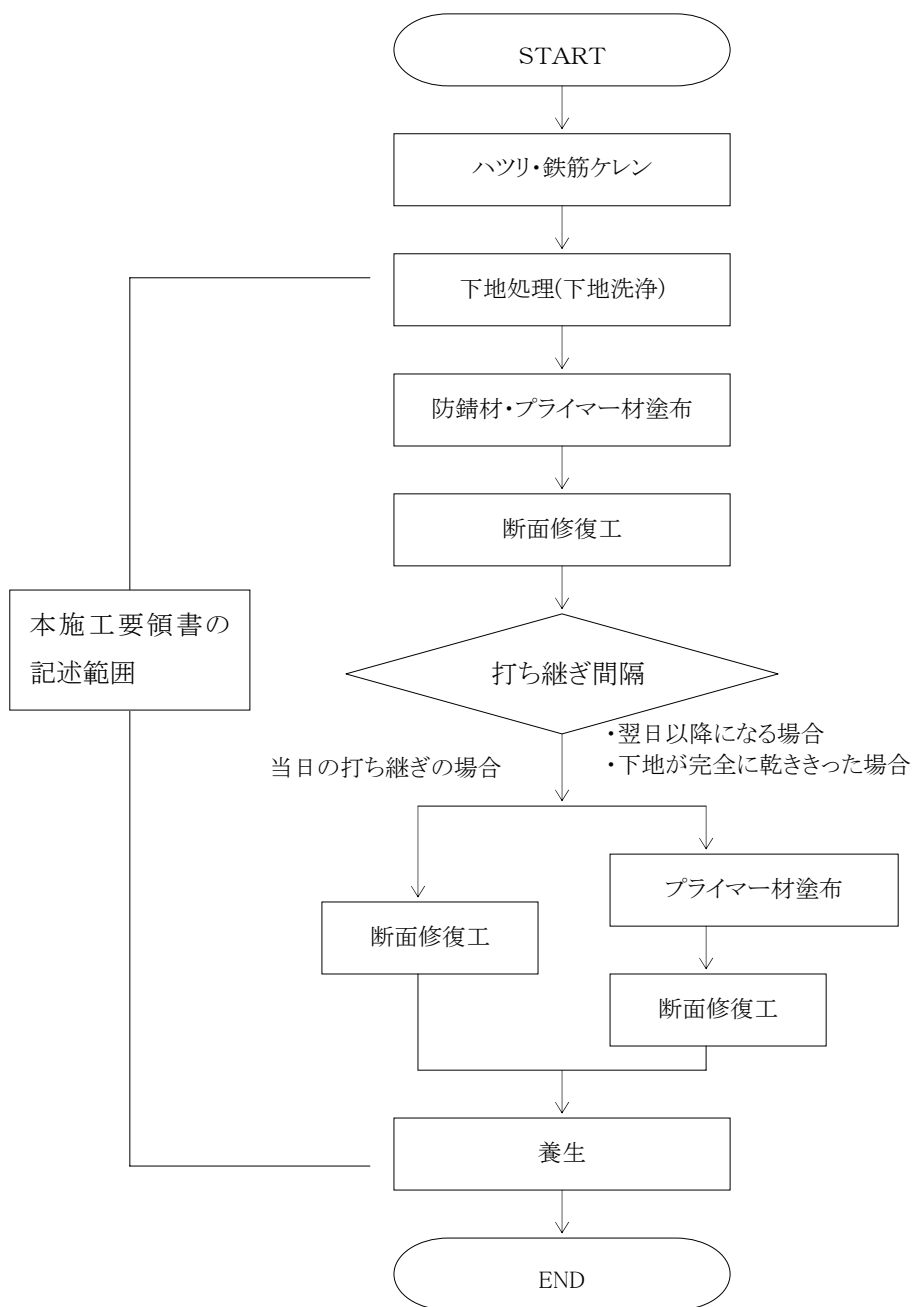 START
ハツリ・鉄筋ケレン
下地処理(下地洗浄)
防錆材・プライマー材塗布
断面修復工
本施工要領書の
記述範囲
打ち継ぎ間隔
・翌日以降になる場合
・下地が完全に乾ききった場合
当日の打ち継ぎの場合
プライマー材塗布
断面修復工
断面修復工
養生
END